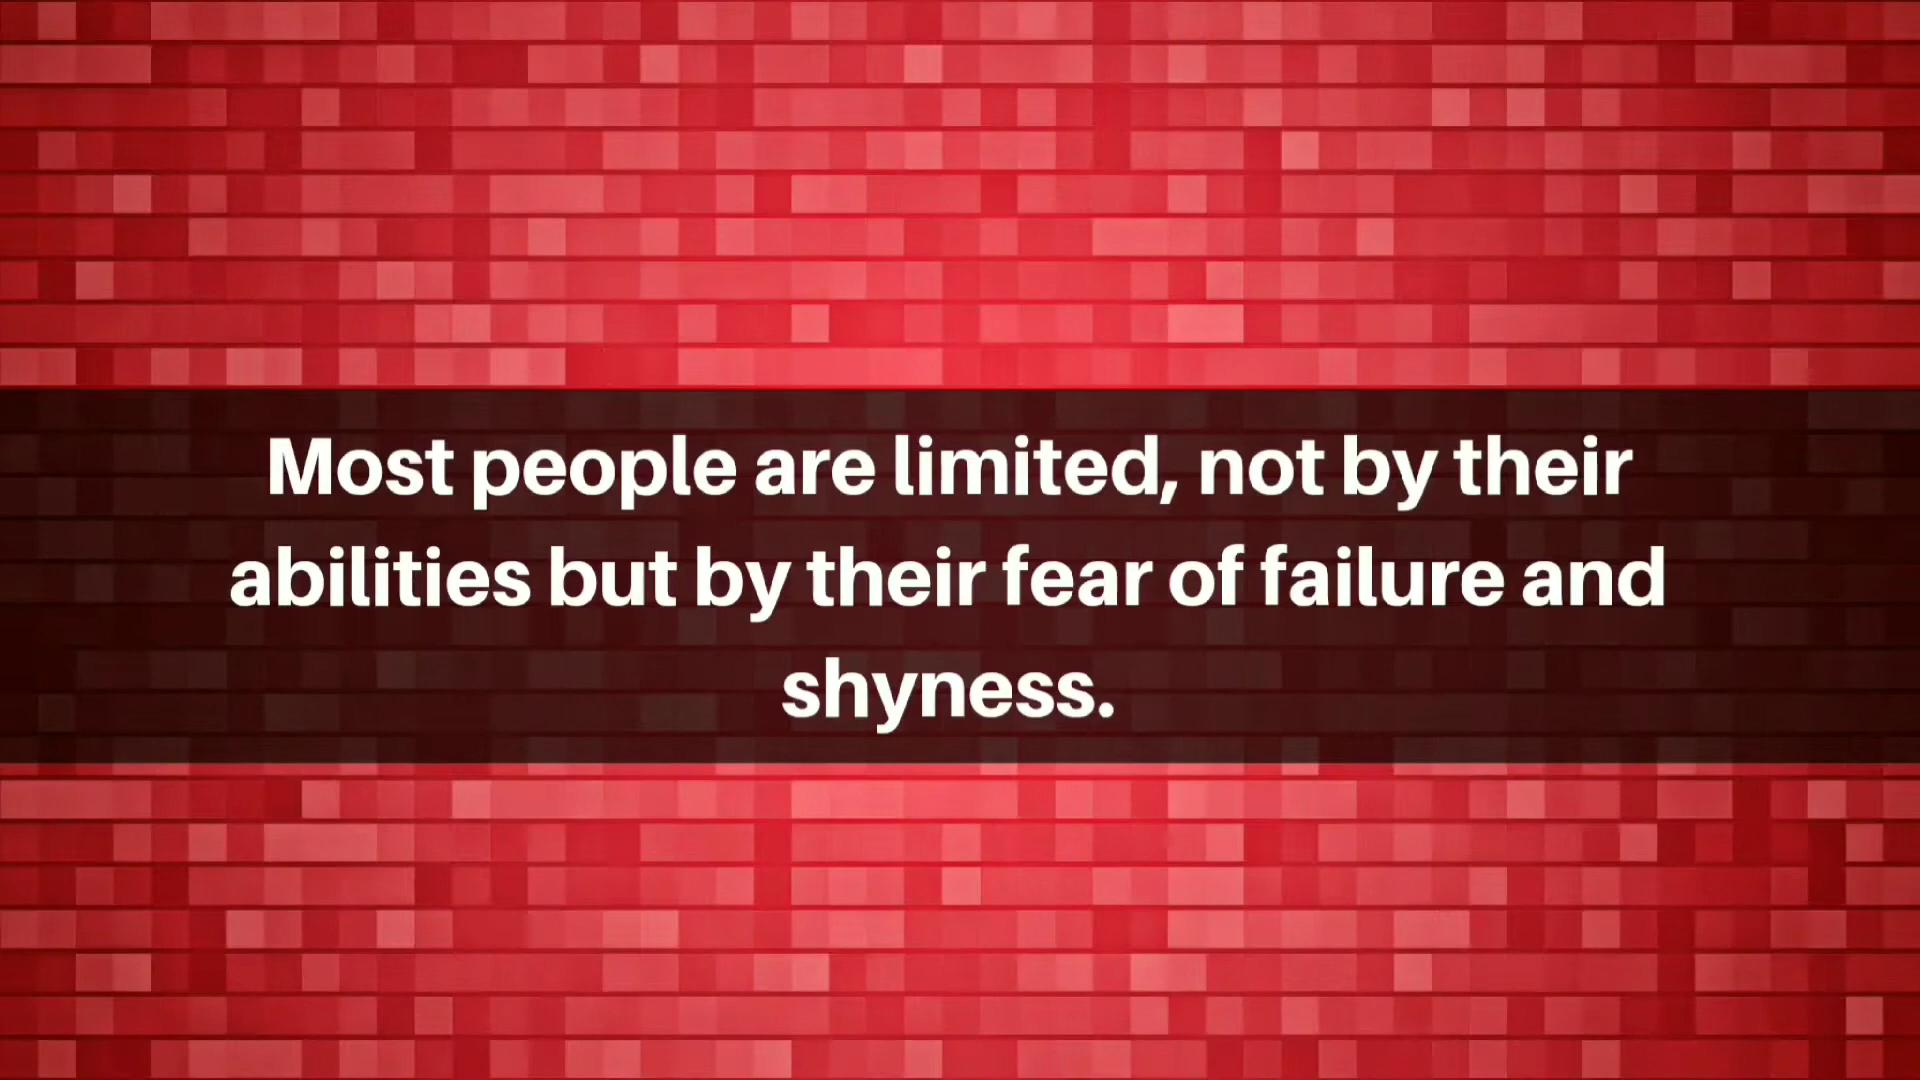 Most people are limited, not by their
abilities but by their fear of failure and
shyness.